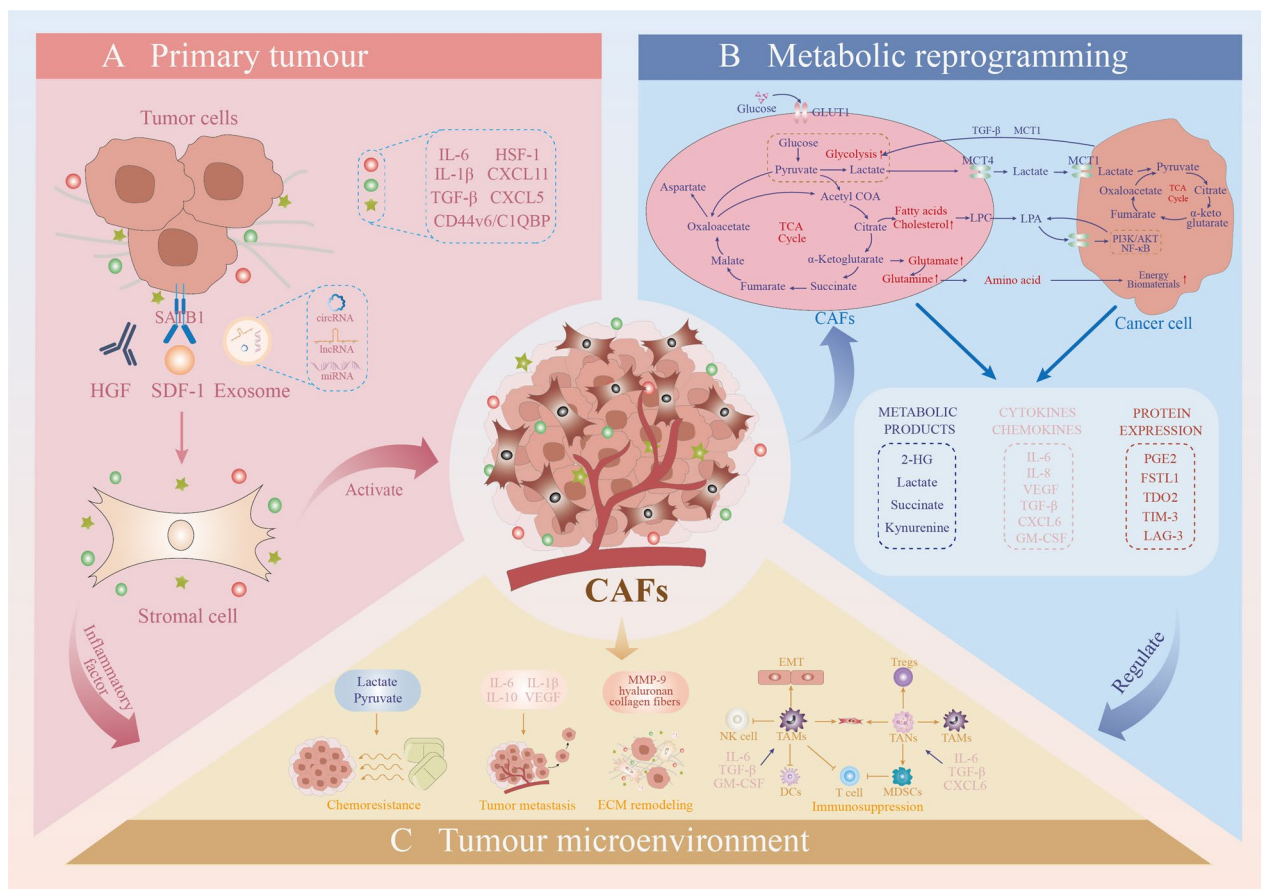 A Primary tumour
Tumor cells
IL-6 HSF-1
IL-1β CXCL11
TGF-β CXCL5
CD44v6/C1QBP
SATB1
HGF SDF-1 Exosome
circRNA
lncRNA
miRNA
Activate
Stromal cell
Inflammatory
factor
B Metabolic reprogramming
Glucose
GLUT1
Glucose
Glycolysis↑
Pyruvate
Lactate
Aspartate
Acetyl COA
Oxaloacetate
TCA
Cycle
Citrate
Fatty acids
Cholesterol↑
Malate
α-Ketoglutarate
Glutamate↑
Glutamine↑
Fumarate
Succinate
CAFs
TGF-β MCT1
MCT4
Lactate
MCT1
LPC
LPA
Amino acid
Lactate
Pyruvate
Oxaloacetate
TCA
Cycle
Citrate
Fumarate
α-keto
glutarate
PI3K/AKT
NF-κB
Energy
Biomaterials↑
Cancer cell
METABOLIC
PRODUCTS
2-HG
Lactate
Succinate
Kynurenine
CYTOKINES
CHEMOKINES
IL-6
IL-8
VEGF
TGF-β
CXCL6
GM-CSF
PROTEIN
EXPRESSION
PGE2
FSTL1
TDO2
TIM-3
LAG-3
Regulate
CAFs
Lactate
Pyruvate
Chemoresistance
IL-6 IL-1β
IL-10 VEGF
Tumor metastasis
MMP-9
hyaluronan
collagen fibers
ECM remodeling
EMT
Tregs
NK cell
TAMs
TANs
TAMs
IL-6
TGF-β
GM-CSF
IL-6
TGF-β
CXCL6
DCs
T cell
MDSCs
Immunosuppression
C Tumour microenvironment